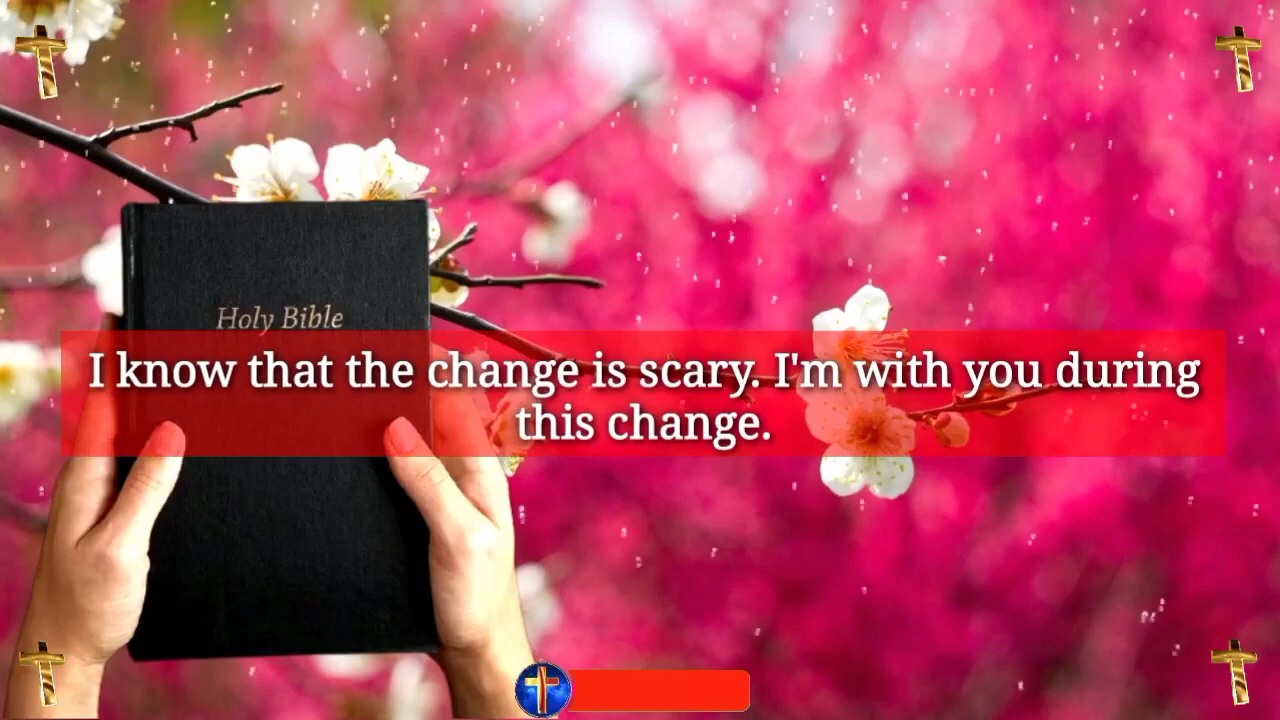 Holy Bible
I know that the change is scary. I'm with you during
this change.